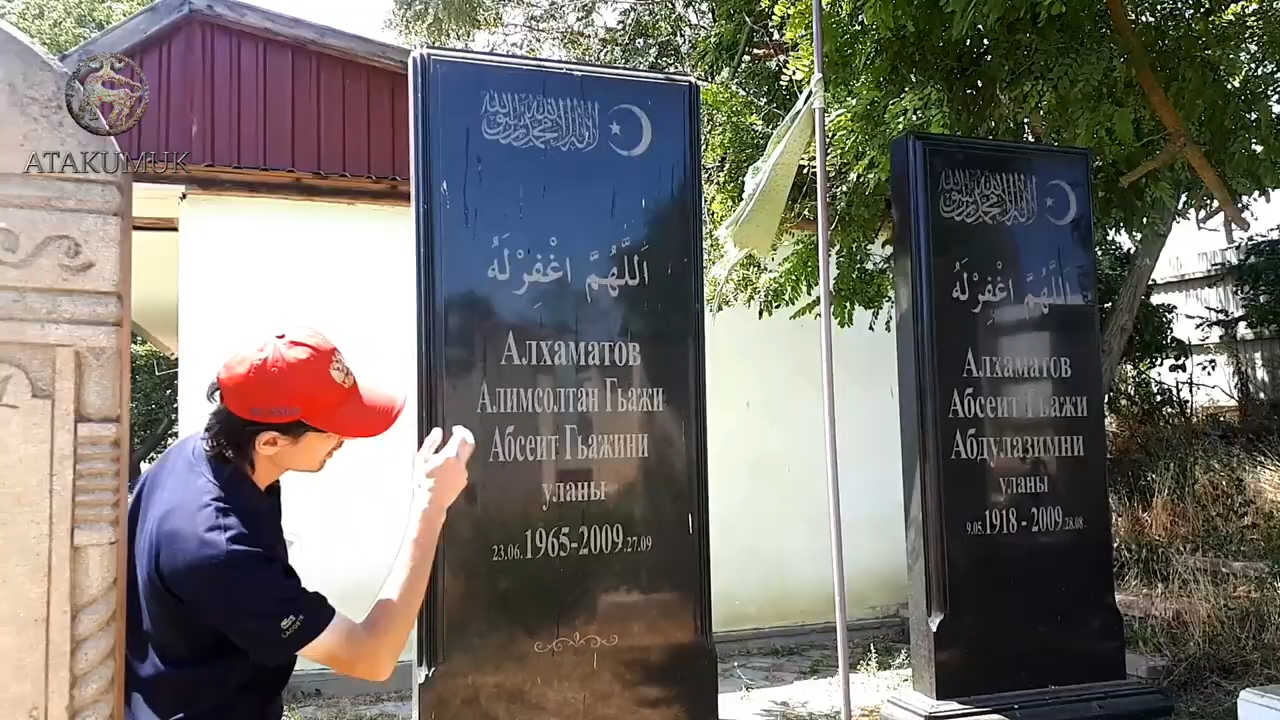 ATAKUMUK
لا إله إلا الله محمد رسول الله
اَللَّهُمَّ اغْفِرْلَهُ
Алхаматов
Алимсолтан Гьажи
Абсеит Гьажини
уланы
23.06.1965-2009.27.09
لا إله إلا الله محمد رسول الله
اَللَّهُمَّ اغْفِرْلَهُ
Алхаматов
Абсеит Гьажи
Абдулазимни
уланы
9.05.1918 - 2009.28.08.
LACOSTE